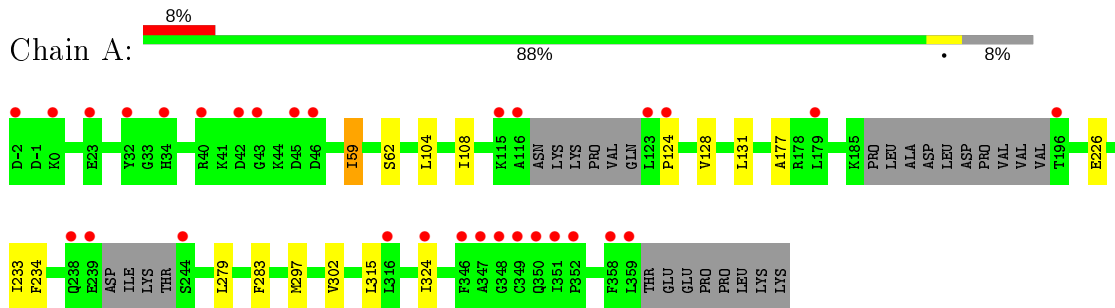 8%
Chain A:
88%
•
8%
D-2 D-1 K0 E23 Y32 G33 H34 R40 K41 D42 G43 K44 D45 D46 I59 S62 L104 I108 K115 A116 ASN LYS LYS PRO VAL GLN L123 P124 V128 L131 A177 R178 L179 K185 PRO LEU ALA ASP LEU ASP PRO VAL VAL VAL T196 E226
I233 F234 Q238 E239 ASP ILE LYS THR S244 L279 F283 M297 V302 L315 L316 I324 F346 A347 G348 C349 Q350 I351 P352 F358 L359 THR GLU GLU PRO PRO LEU LYS LYS